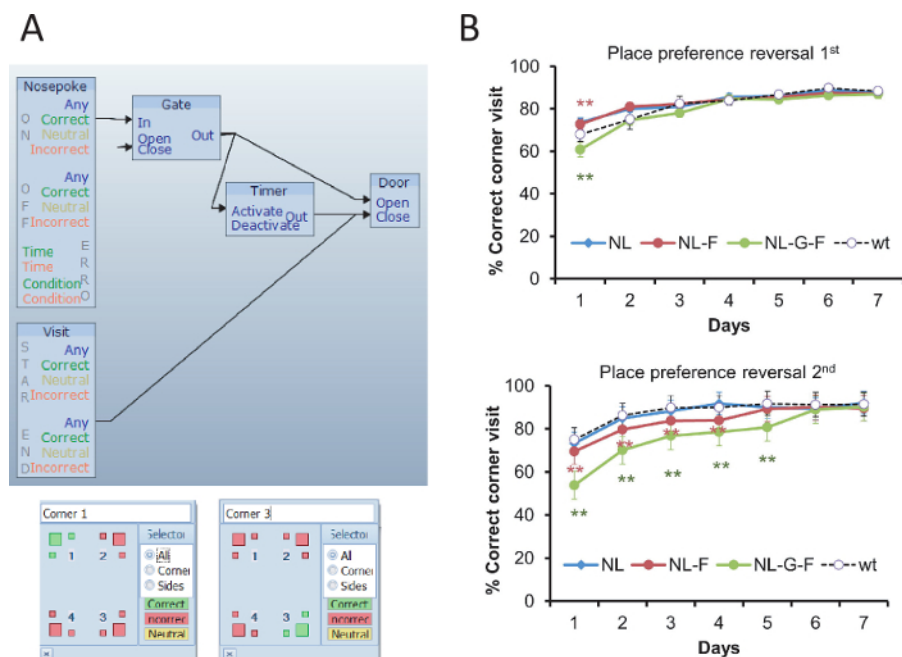 A
Nosepoke
Any
Correct
Neutral
Incorrect
O
N
Any
Correct
Neutral
Incorrect
O
F
F
Time
Time
Condition
Condition
E
R
R
O
Gate
In
Open
Close
Out
Timer
Activate
Deactivate
Out
Door
Open
Close
Visit
Any
Correct
Neutral
Incorrect
S
T
A
R
Any
Correct
Neutral
Incorrect
E
N
D
Corner 1
Selector
All
Corner
Sides
Correct
ncorrec
Neutral
1 2
4 3
Corner 3
Selector
Al
Corner
Sides
Correct
ncorrec
Neutral
1 2
4 3
B
Place preference reversal 1st
% Correct corner visit
100
80
60
40
20
0
**
**
NL NL-F NL-G-F wt
1 2 3 4 5 6 7
Days
Place preference reversal 2nd
% Correct corner visit
100
80
60
40
20
0
** ** ** **
** ** ** ** **
NL NL-F NL-G-F wt
1 2 3 4 5 6 7
Days